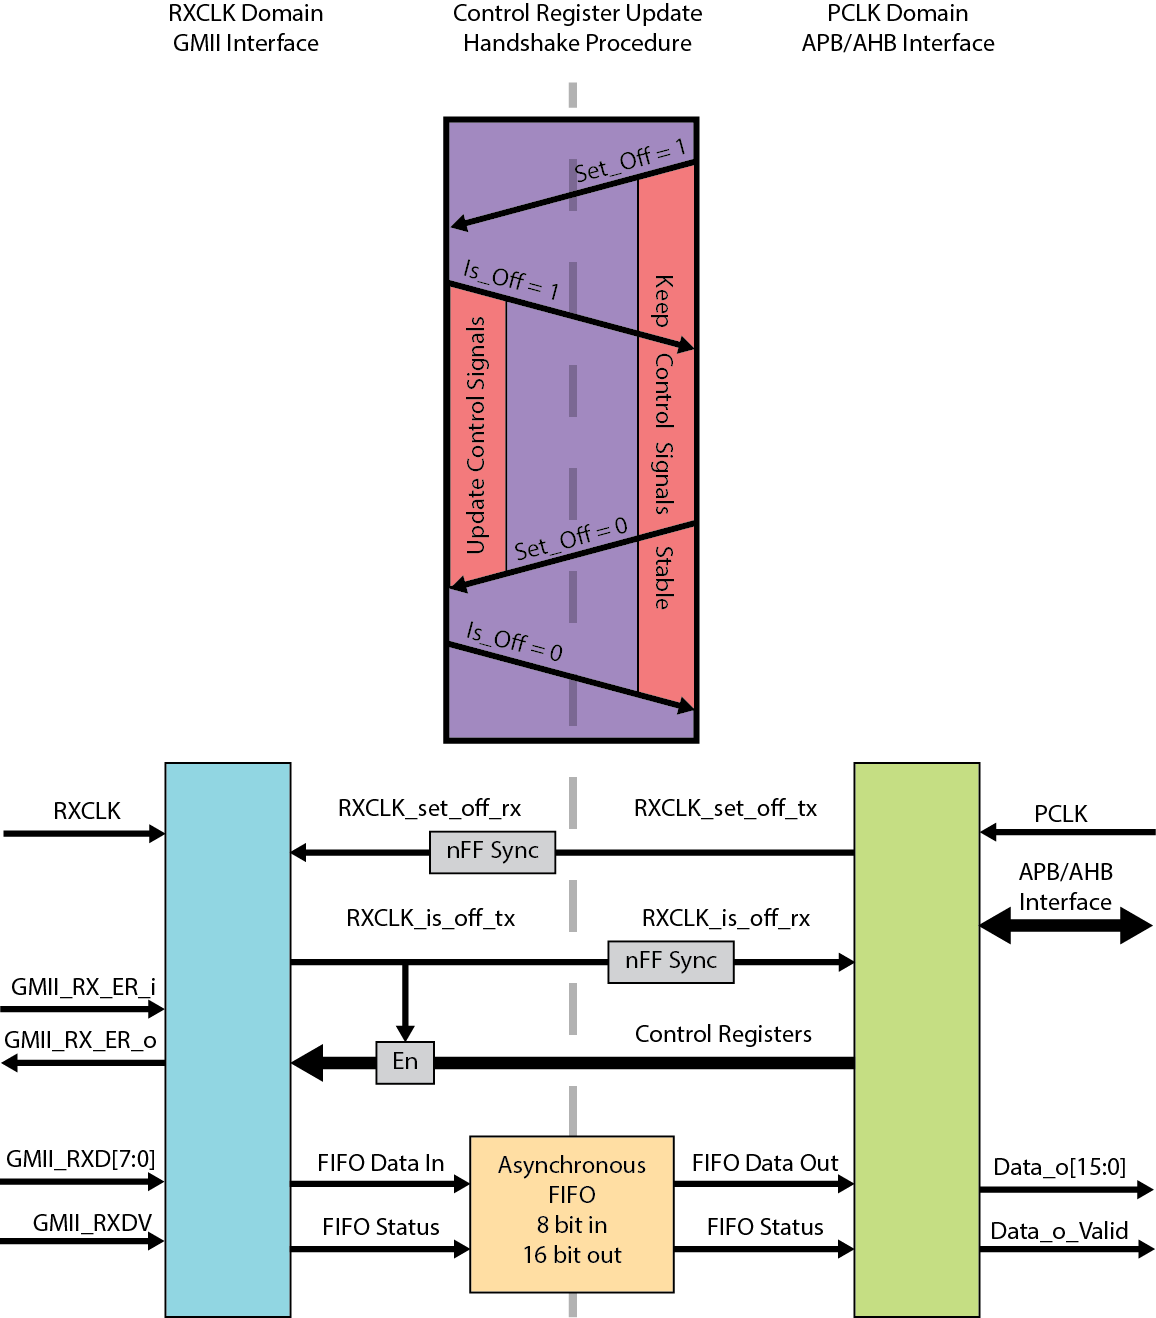 RXCLK Domain
GMII Interface
Control Register Update
Handshake Procedure
PCLK Domain
APB/AHB Interface
Set_Off = 1
Is_Off = 1
Keep Control Signals Stable
Update Control Signals
Set_Off = 0
Is_Off = 0
RXCLK
RXCLK_set_off_rx
RXCLK_set_off_tx
PCLK
nFF Sync
APB/AHB
Interface
RXCLK_is_off_tx
RXCLK_is_off_rx
nFF Sync
GMII_RX_ER_i
GMII_RX_ER_o
Control Registers
En
GMII_RXD[7:0]
FIFO Data In
Asynchronous
FIFO
8 bit in
16 bit out
FIFO Data Out
Data_o[15:0]
GMII_RXDV
FIFO Status
FIFO Status
Data_o_Valid